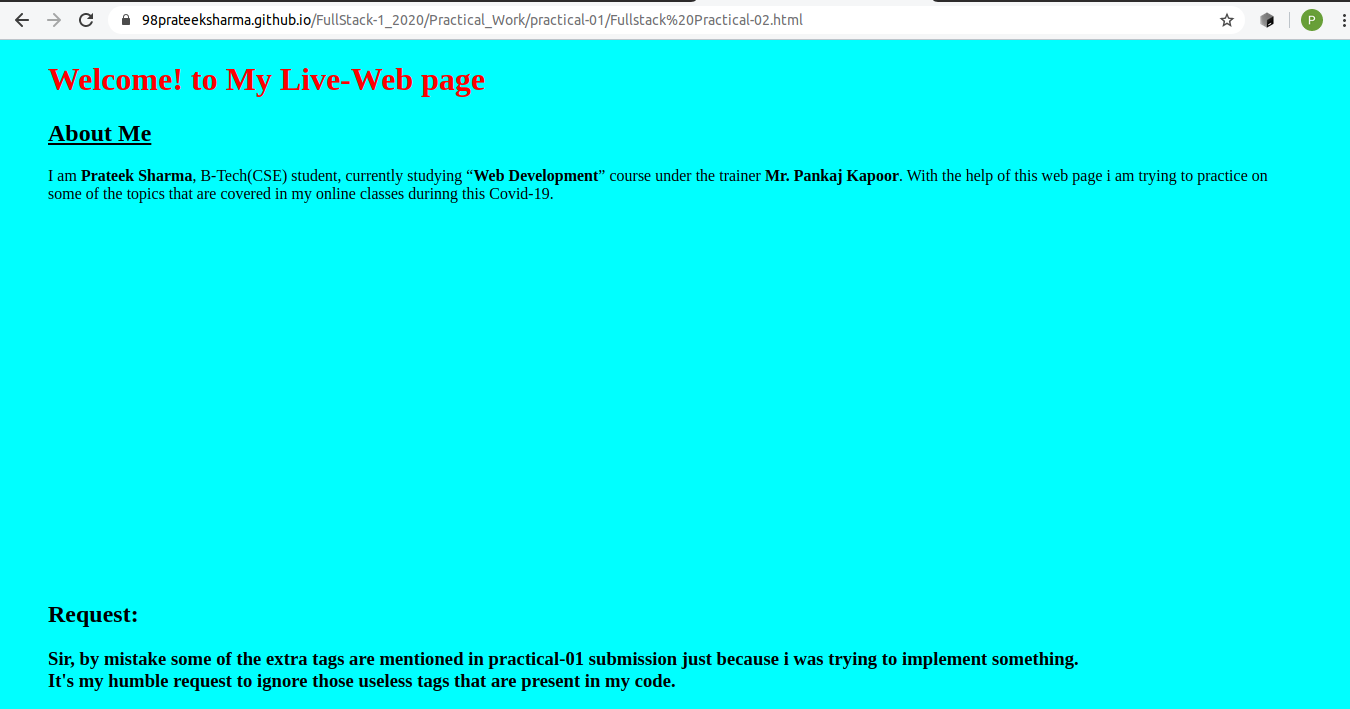 98prateeksharma.github.io/FullStack-1_2020/Practical_Work/practical-01/Fullstack%20Practical-02.html
P
Welcome! to My Live-Web page
About Me
I am Prateek Sharma, B-Tech(CSE) student, currently studying “Web Development” course under the trainer Mr. Pankaj Kapoor. With the help of this web page i am trying to practice on
some of the topics that are covered in my online classes durinng this Covid-19.
Request:
Sir, by mistake some of the extra tags are mentioned in practical-01 submission just because i was trying to implement something.
It's my humble request to ignore those useless tags that are present in my code.